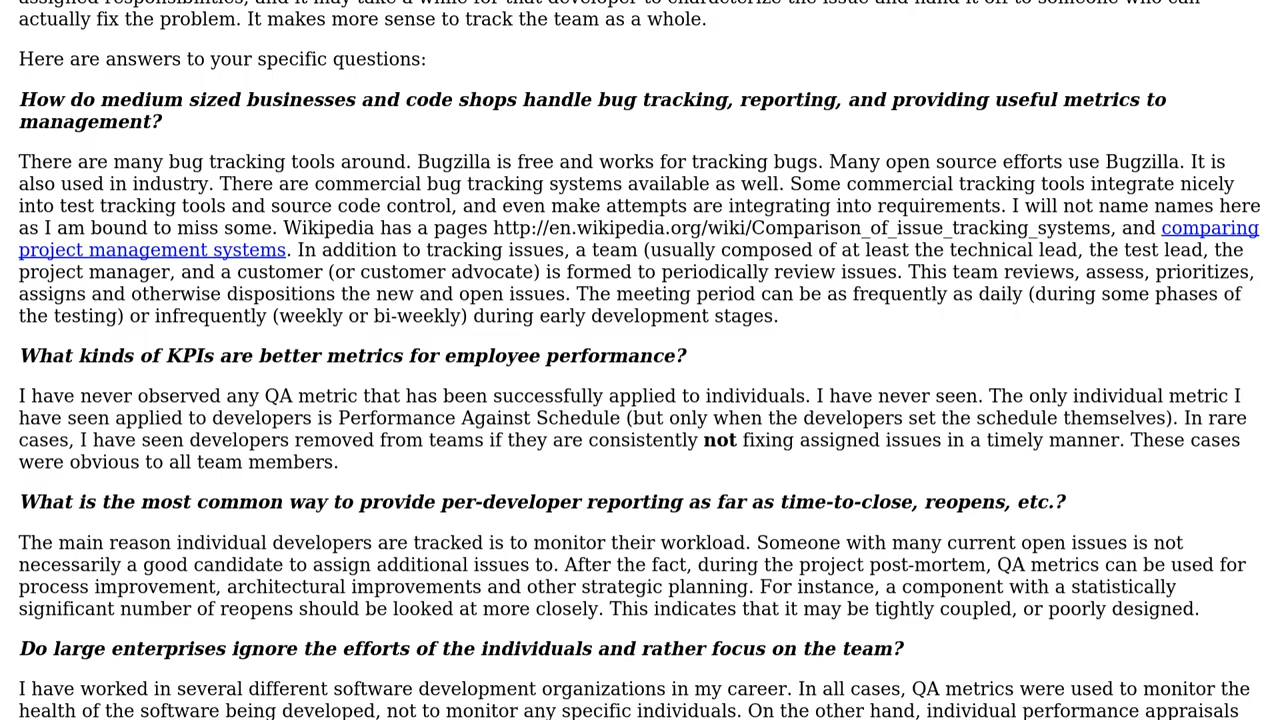 assigned responsibilities, and it may take a while for that developer to characterize the issue and hand it off to someone who can
actually fix the problem. It makes more sense to track the team as a whole.
Here are answers to your specific questions:
How do medium sized businesses and code shops handle bug tracking, reporting, and providing useful metrics to
management?
There are many bug tracking tools around. Bugzilla is free and works for tracking bugs. Many open source efforts use Bugzilla. It is
also used in industry. There are commercial bug tracking systems available as well. Some commercial tracking tools integrate nicely
into test tracking tools and source code control, and even make attempts are integrating into requirements. I will not name names here
as I am bound to miss some. Wikipedia has a pages http://en.wikipedia.org/wiki/Comparison_of_issue_tracking_systems, and comparing
project management systems. In addition to tracking issues, a team (usually composed of at least the technical lead, the test lead, the
project manager, and a customer (or customer advocate) is formed to periodically review issues. This team reviews, assess, prioritizes,
assigns and otherwise dispositions the new and open issues. The meeting period can be as frequently as daily (during some phases of
the testing) or infrequently (weekly or bi-weekly) during early development stages.
What kinds of KPIs are better metrics for employee performance?
I have never observed any QA metric that has been successfully applied to individuals. I have never seen. The only individual metric I
have seen applied to developers is Performance Against Schedule (but only when the developers set the schedule themselves). In rare
cases, I have seen developers removed from teams if they are consistently not fixing assigned issues in a timely manner. These cases
were obvious to all team members.
What is the most common way to provide per-developer reporting as far as time-to-close, reopens, etc.?
The main reason individual developers are tracked is to monitor their workload. Someone with many current open issues is not
necessarily a good candidate to assign additional issues to. After the fact, during the project post-mortem, QA metrics can be used for
process improvement, architectural improvements and other strategic planning. For instance, a component with a statistically
significant number of reopens should be looked at more closely. This indicates that it may be tightly coupled, or poorly designed.
Do large enterprises ignore the efforts of the individuals and rather focus on the team?
I have worked in several different software development organizations in my career. In all cases, QA metrics were used to monitor the
health of the software being developed, not to monitor any specific individuals. On the other hand, individual performance appraisals